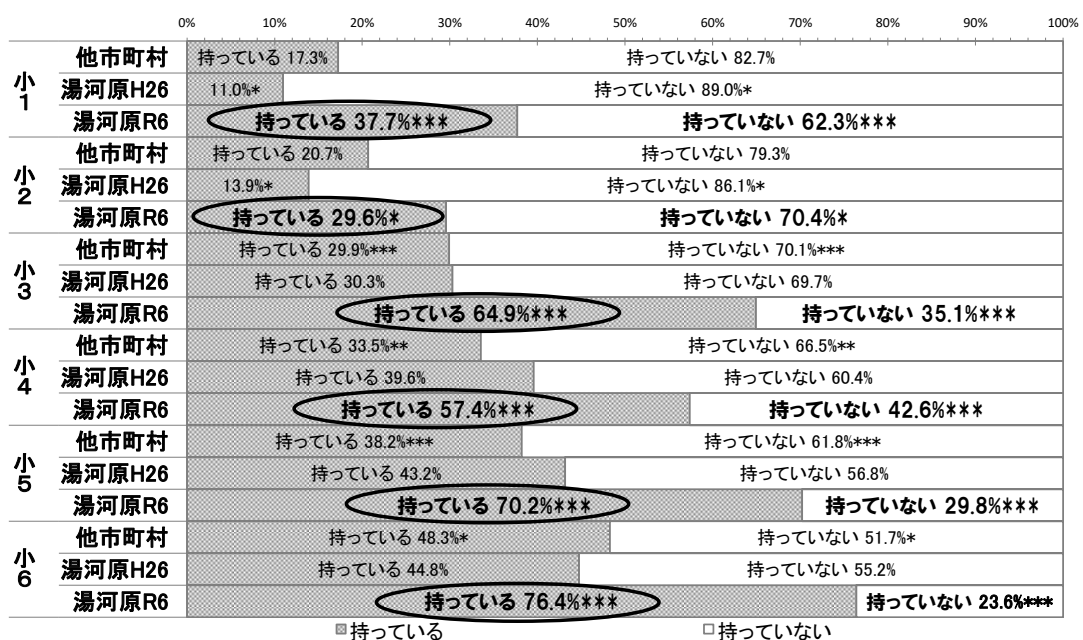 0% 10% 20% 30% 40% 50% 60% 70% 80% 90% 100%
小1
他市町村 持っている 17.3% 持っていない 82.7%
湯河原H26 11.0%* 89.0%*
湯河原R6 持っている 37.7%*** 持っていない 62.3%***
小2
他市町村 持っている 20.7% 持っていない 79.3%
湯河原H26 13.9%* 86.1%*
湯河原R6 持っている 29.6%* 持っていない 70.4%*
小3
他市町村 持っている 29.9%*** 持っていない 70.1%***
湯河原H26 持っている 30.3% 持っていない 69.7%
湯河原R6 持っている 64.9%*** 持っていない 35.1%***
小4
他市町村 持っている 33.5%** 持っていない 66.5%**
湯河原H26 持っている 39.6% 持っていない 60.4%
湯河原R6 持っている 57.4%*** 持っていない 42.6%***
小5
他市町村 持っている 38.2%*** 持っていない 61.8%***
湯河原H26 持っている 43.2% 持っていない 56.8%
湯河原R6 持っている 70.2%*** 持っていない 29.8%***
小6
他市町村 持っている 48.3%* 持っていない 51.7%*
湯河原H26 持っている 44.8% 持っていない 55.2%
湯河原R6 持っている 76.4%*** 持っていない 23.6%***
持っている 持っていない